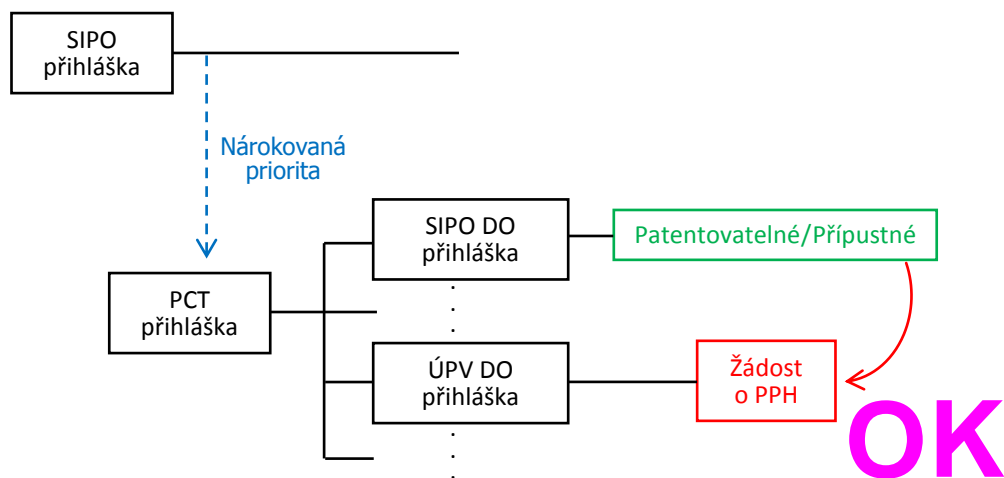 SIPO
přihláška
Nárokovaná
priorita
SIPO DO
přihláška
Patentovatelné/Přípustné
PCT
přihláška
ÚPV DO
přihláška
Žádost
o PPH
OK